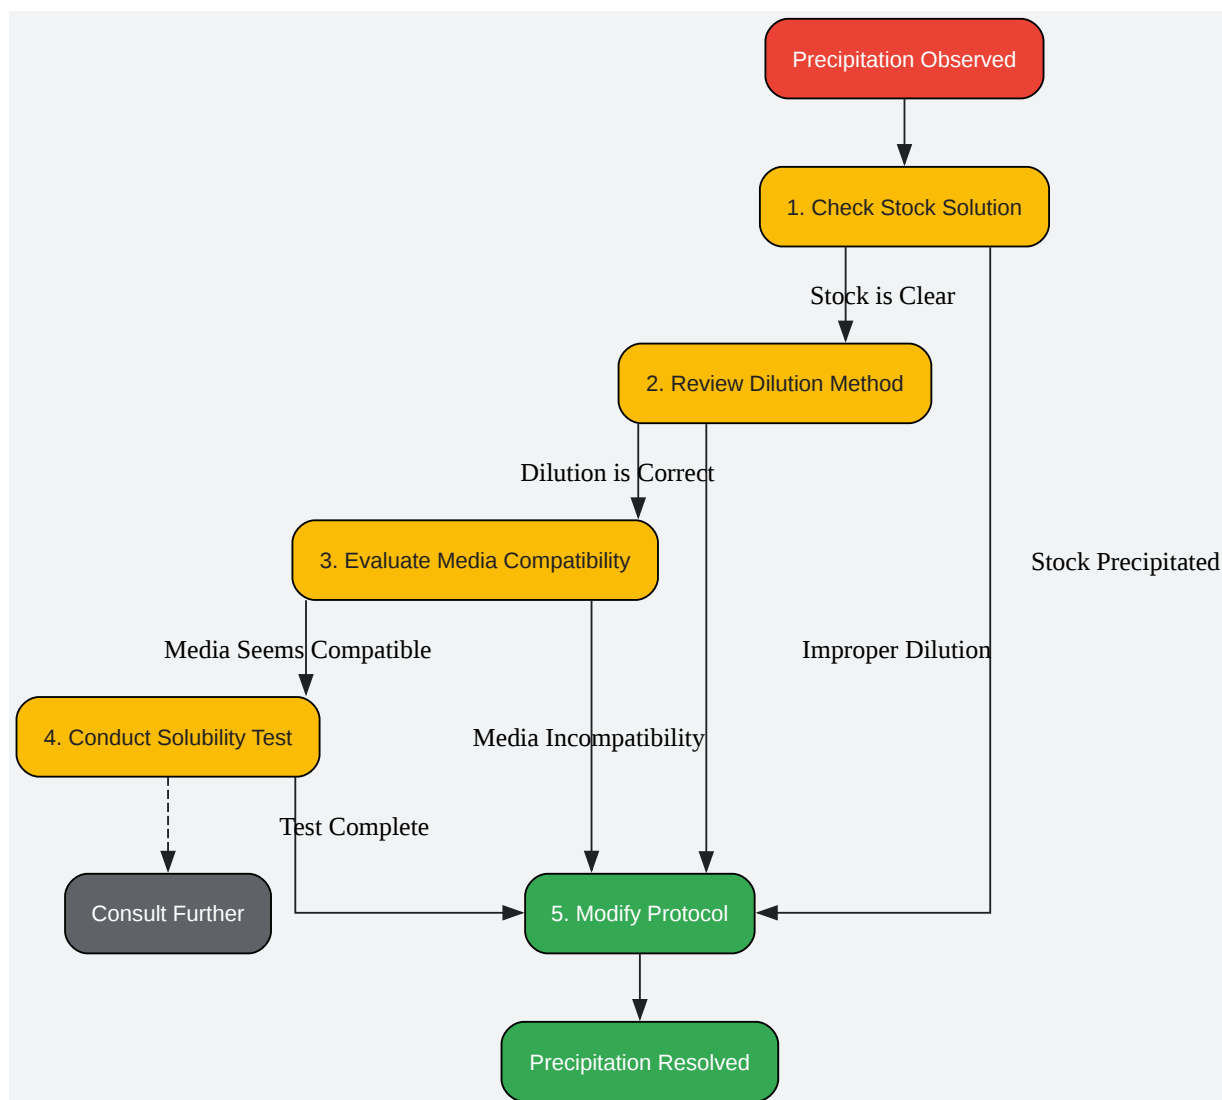 Precipitation Observed
1. Check Stock Solution
Stock is Clear
2. Review Dilution Method
Dilution is Correct
3. Evaluate Media Compatibility
Stock Precipitated
Media Seems Compatible
Improper Dilution
4. Conduct Solubility Test
Media Incompatibility
Test Complete
Consult Further
5. Modify Protocol
Precipitation Resolved